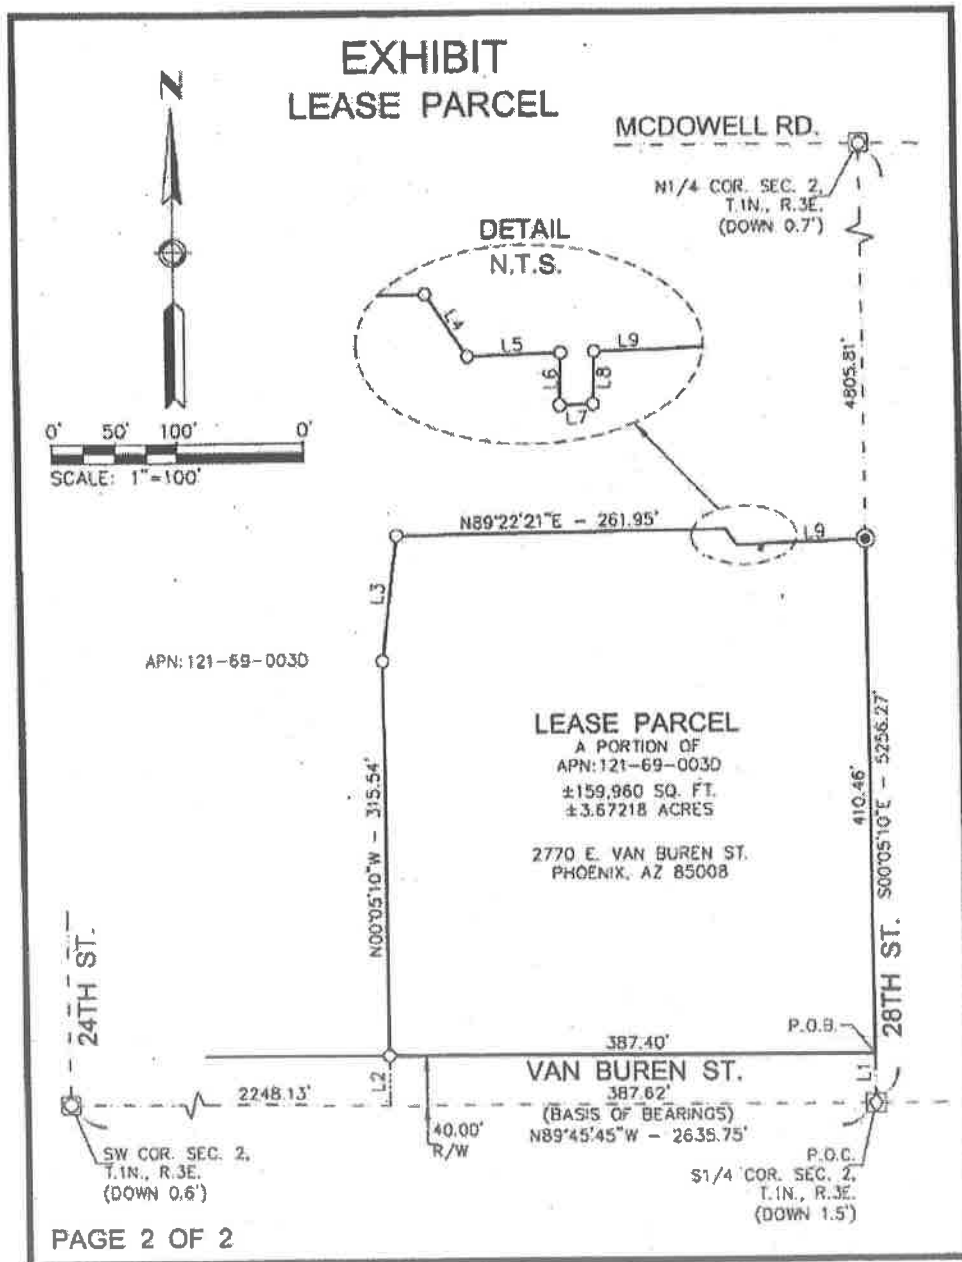 EXHIBIT
LEASE PARCEL
N
MCDOWELL RD.
N1/4 COR. SEC. 2,
T.1N., R.3E.
(DOWN 0.7')
DETAIL
N.T.S.
L4
L5
L6
L7
L8
L9
4805.81'
0' 50' 100' 0'
SCALE: 1"=100'
N89°22'21"E - 261.95'
L9
L3
APN: 121-69-003D
LEASE PARCEL
A PORTION OF
APN: 121-69-003D
±159,960 SQ. FT.
±3.67218 ACRES
2770 E. VAN BUREN ST.
PHOENIX, AZ 85008
N00°05'10"W - 315.54'
410.46'
S00°05'10"E - 5256.27'
24TH ST.
28TH ST.
P.O.B.
387.40'
L2
L1
VAN BUREN ST.
2248.13'
387.62'
(BASIS OF BEARINGS)
N89°45'45"W - 2635.75'
40.00'
R/W
SW COR. SEC. 2,
T.1N., R.3E.
(DOWN 0.6')
P.O.C.
S1/4 COR. SEC. 2,
T.1N., R.3E.
(DOWN 1.5')
PAGE 2 OF 2